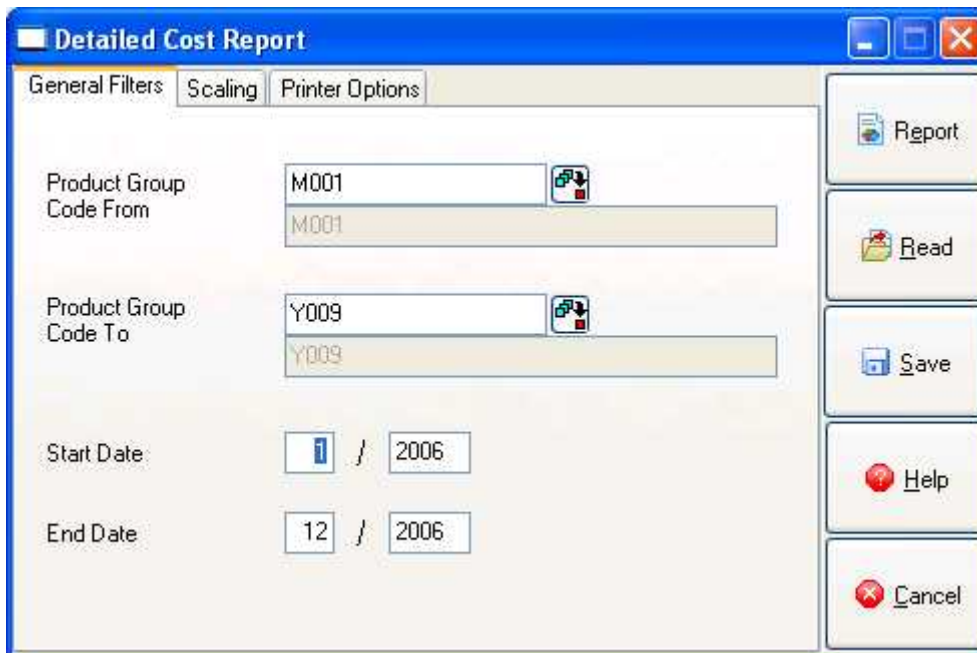 Detailed Cost Report
General Filters Scaling Printer Options
Product Group
Code From
M001
M001
Product Group
Code To
Y009
Y009
Start Date 1 / 2006
End Date 12 / 2006
Report
Read
Save
Help
Cancel